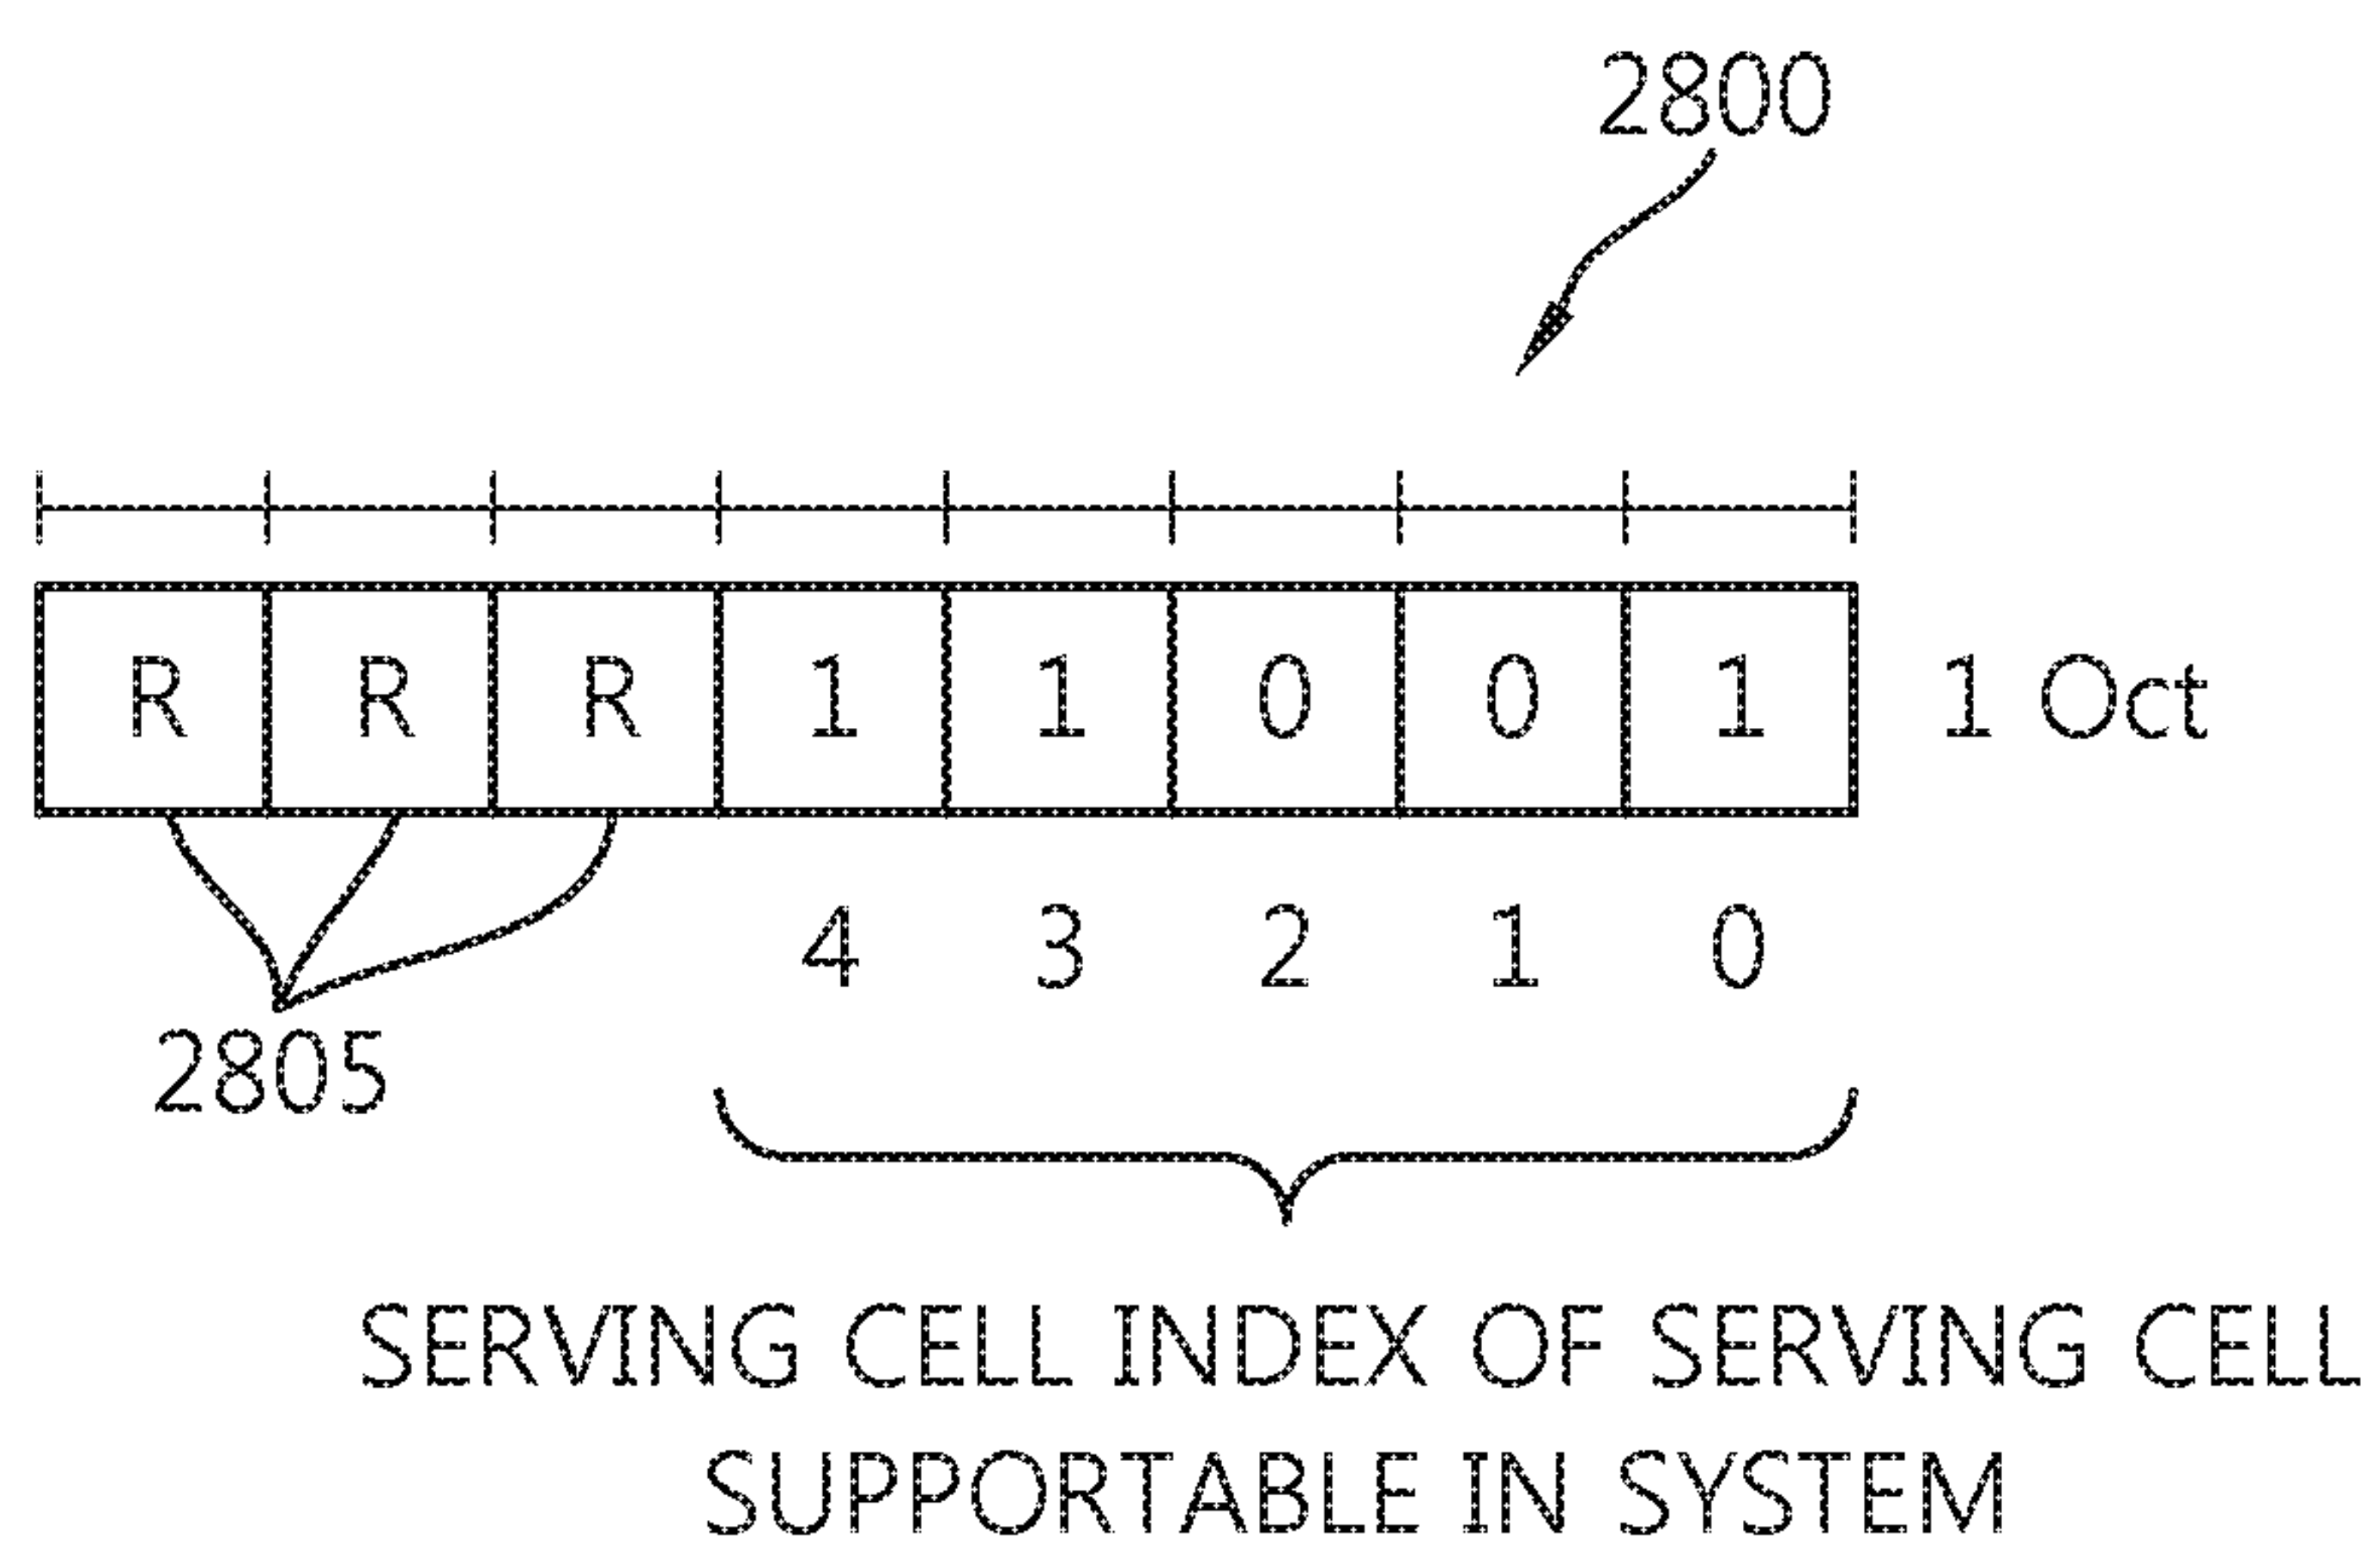 2800
R R R 1 1 0 0 1 1 Oct
4 3 2 1 0
2805
SERVING CELL INDEX OF SERVING CELL
SUPPORTABLE IN SYSTEM